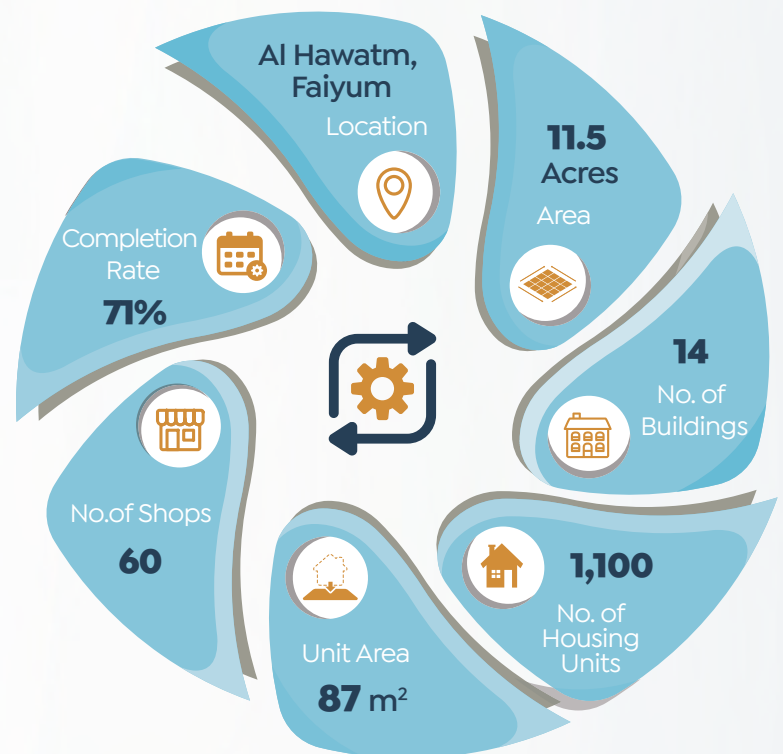 Al Hawatm,
Faiyum
Location
11.5
Acres
Area
14
No. of
Buildings
1,100
No. of
Housing
Units
Unit Area
87 m²
No.of Shops
60
Completion
Rate
71%